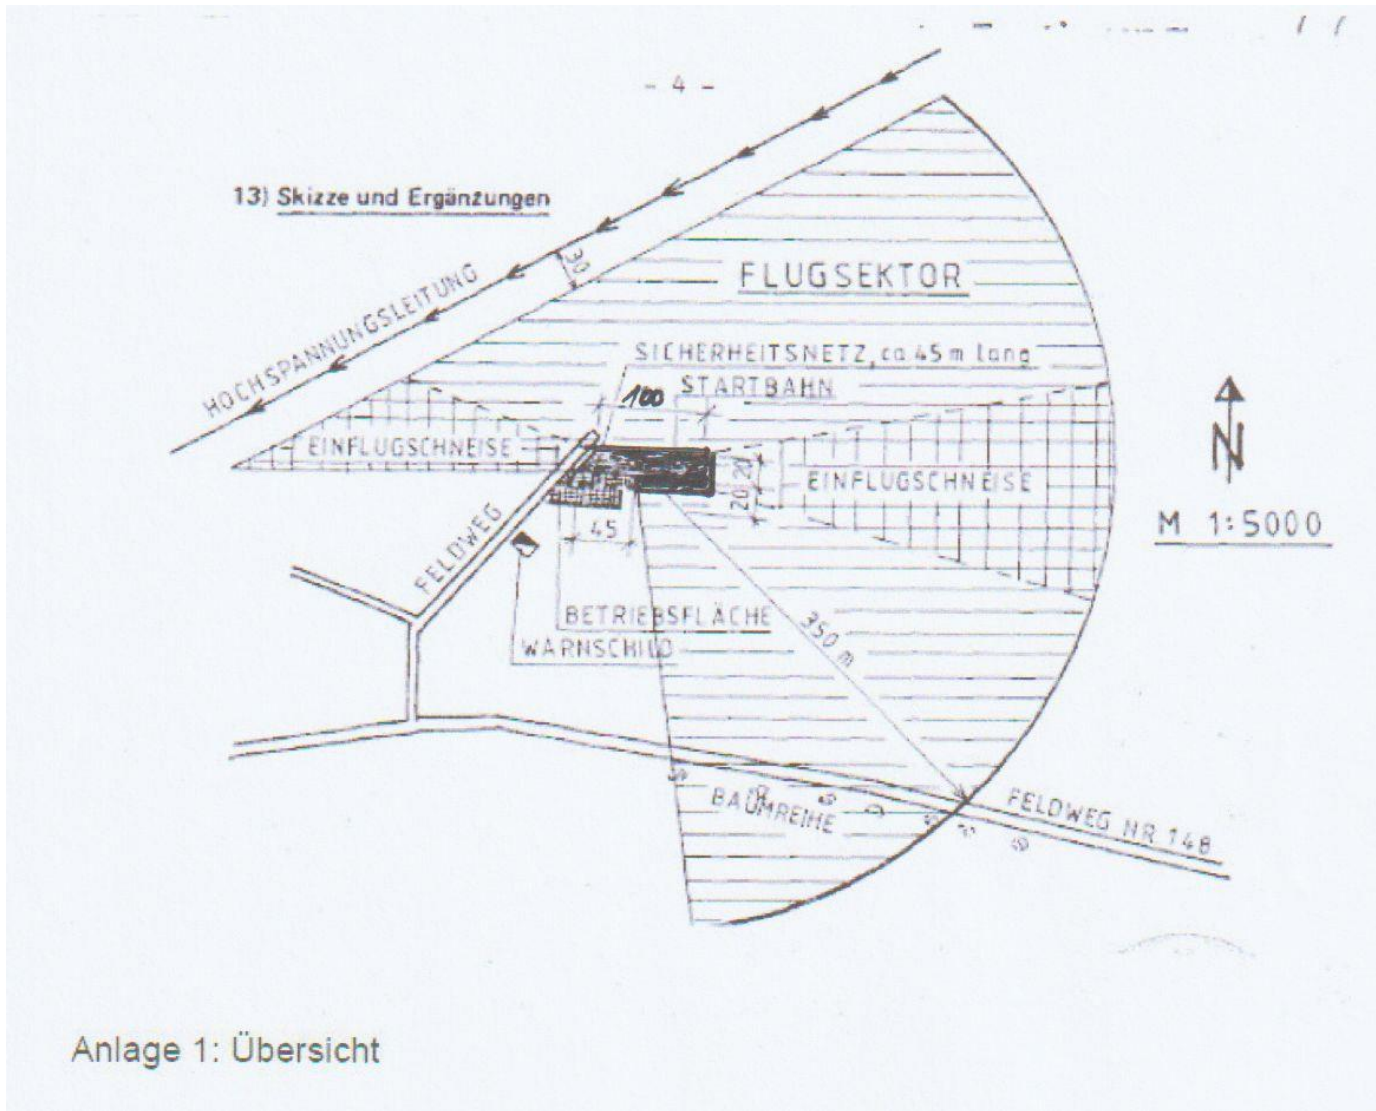 - 4 -
13) Skizze und Ergänzungen
HOCHSPANNUNGSLEITUNG
30
FLUGSEKTOR
SICHERHEITSNETZ, ca 45 m lang
STARTBAHN
100
EINFLUGSCHNEISE
EINFLUGSCHNEISE
20 20
45
N
M 1:5000
FELDWEG
BETRIEBSFLÄCHE
WARNSCHILD
350 m
BAUMREIHE
FELDWEG NR 148
Anlage 1: Übersicht